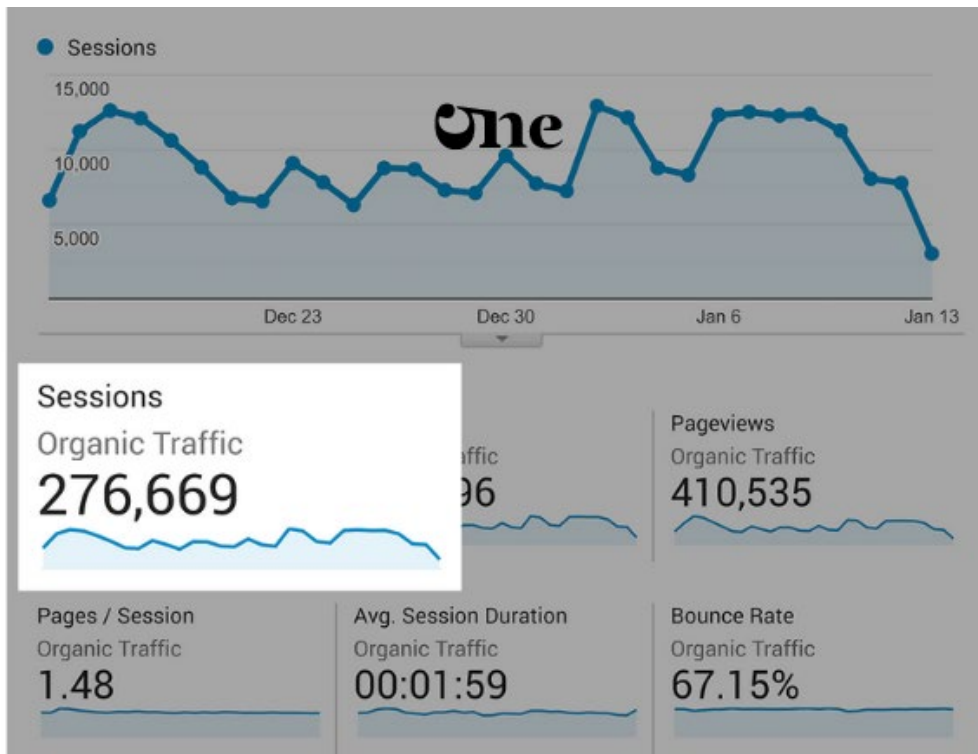 Sessions
15,000
one
10,000
5,000
Dec 23
Dec 30
Jan 6
Jan 13
Sessions
Organic Traffic
276,669
Pageviews
Organic Traffic
410,535
Pages / Session
Organic Traffic
1.48
Avg. Session Duration
Organic Traffic
00:01:59
Bounce Rate
Organic Traffic
67.15%